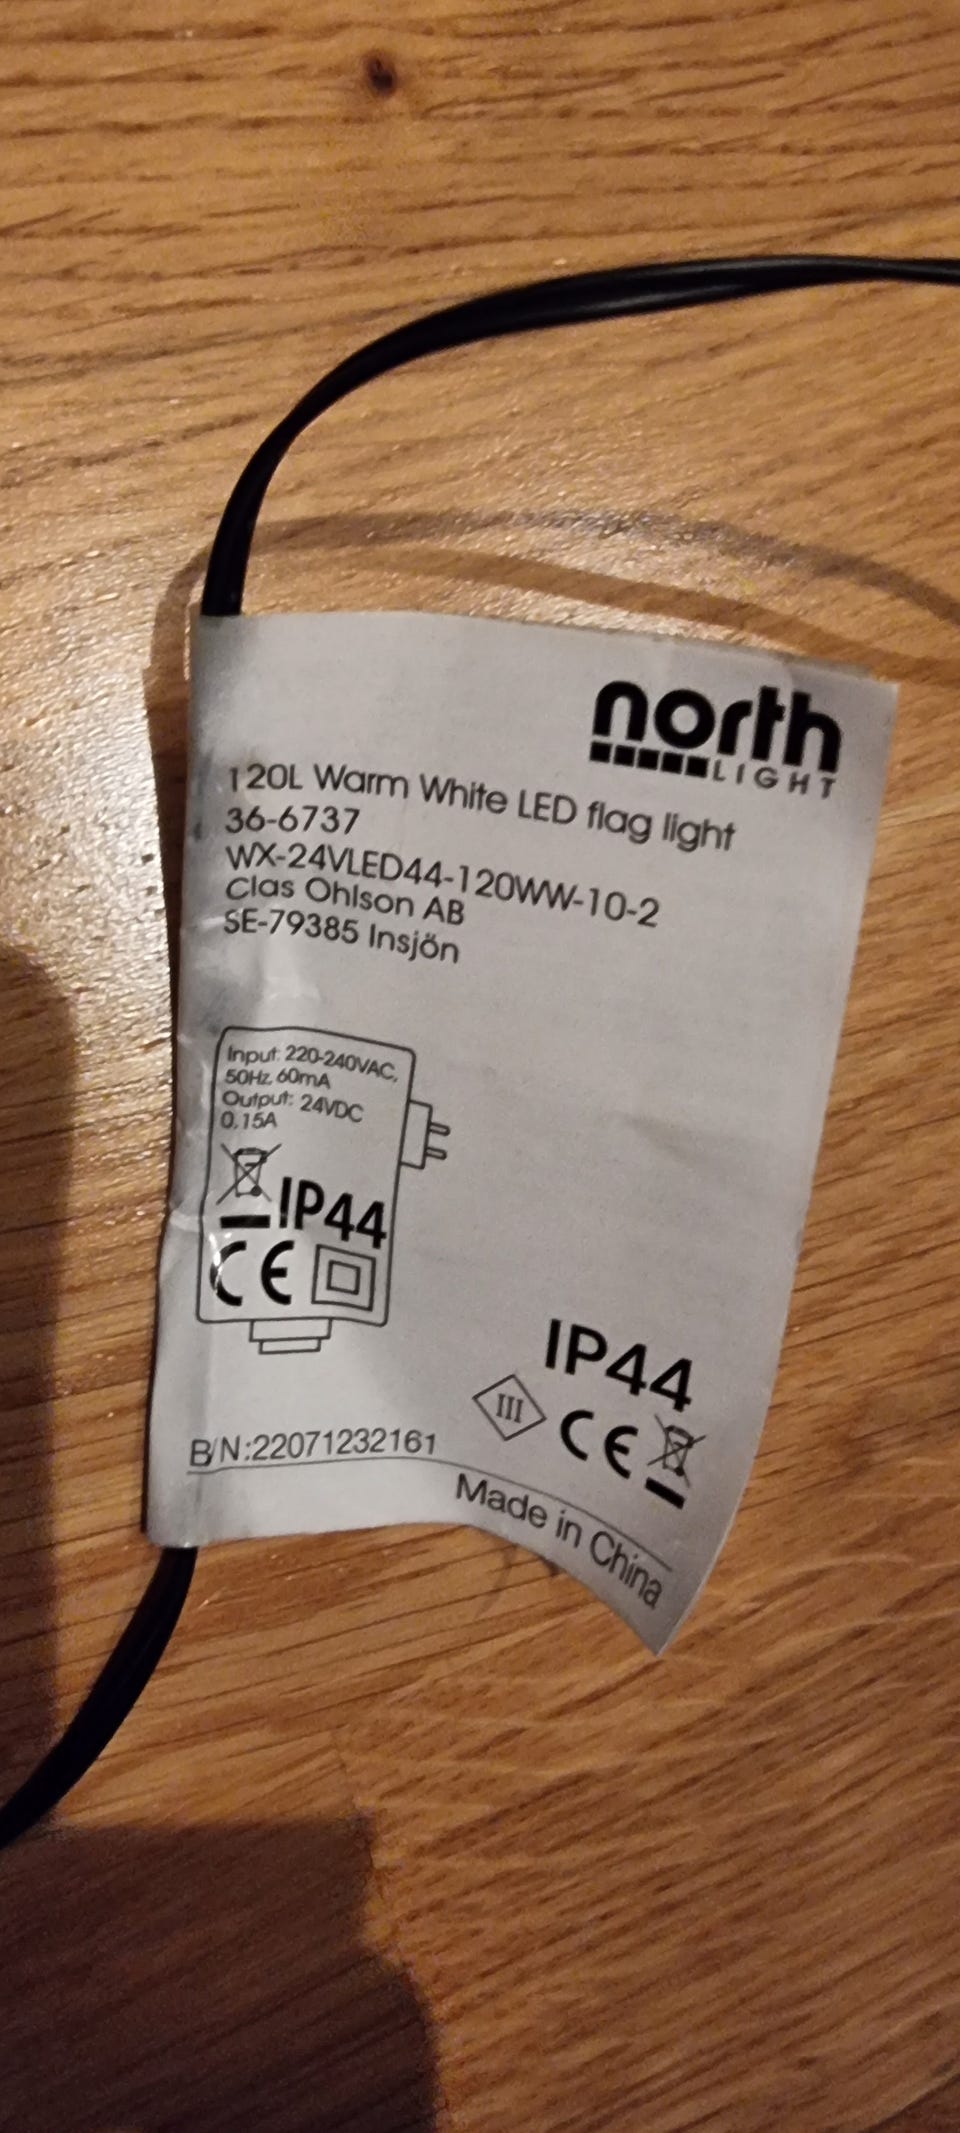 north
LIGHT
120L Warm White LED flag light
36-6737
WX-24VLED44-120WW-10-2
Clas Ohlson AB
SE-79385 Insjön
Input: 220-240VAC,
50Hz, 60mA
Output: 24VDC
0,15A
IP44
CE
IP44
III CE
B/N:22071232161
Made in China